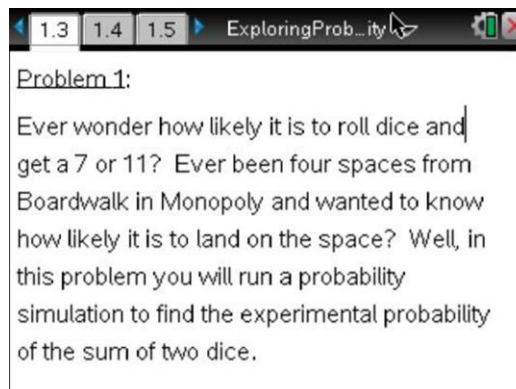 1.3 1.4 1.5 ExploringProb...ity
Problem 1:
Ever wonder how likely it is to roll dice and
get a 7 or 11? Ever been four spaces from
Boardwalk in Monopoly and wanted to know
how likely it is to land on the space? Well, in
this problem you will run a probability
simulation to find the experimental probability
of the sum of two dice.